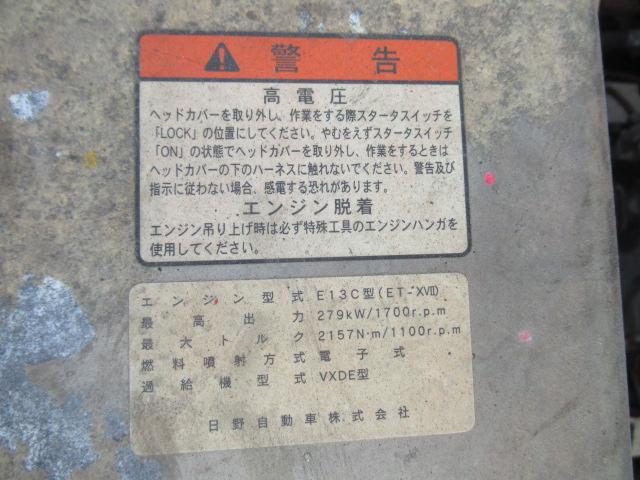 警 告
高電圧
ヘッドカバーを取り外し、作業をする際スタータスイッチを
「LOCK」の位置にしてください。やむをえずスタータスイッチ
「ON」の状態でヘッドカバーを取り外し、作業をするときは
ヘッドカバーの下のハーネスに触れないでください。警告及び
指示に従わない場合、感電する恐れがあります。
エンジン脱着
エンジン吊り上げ時は必ず特殊工具のエンジンハンガを
使用してください。
エンジン型式 E13C型(ET-XVII)
最高出力 279kW/1700r.p.m
最大トルク 2157N·m/1100r.p.m
燃料噴射方式 電子式
過給機型式 VXDE型
日野自動車株式会社